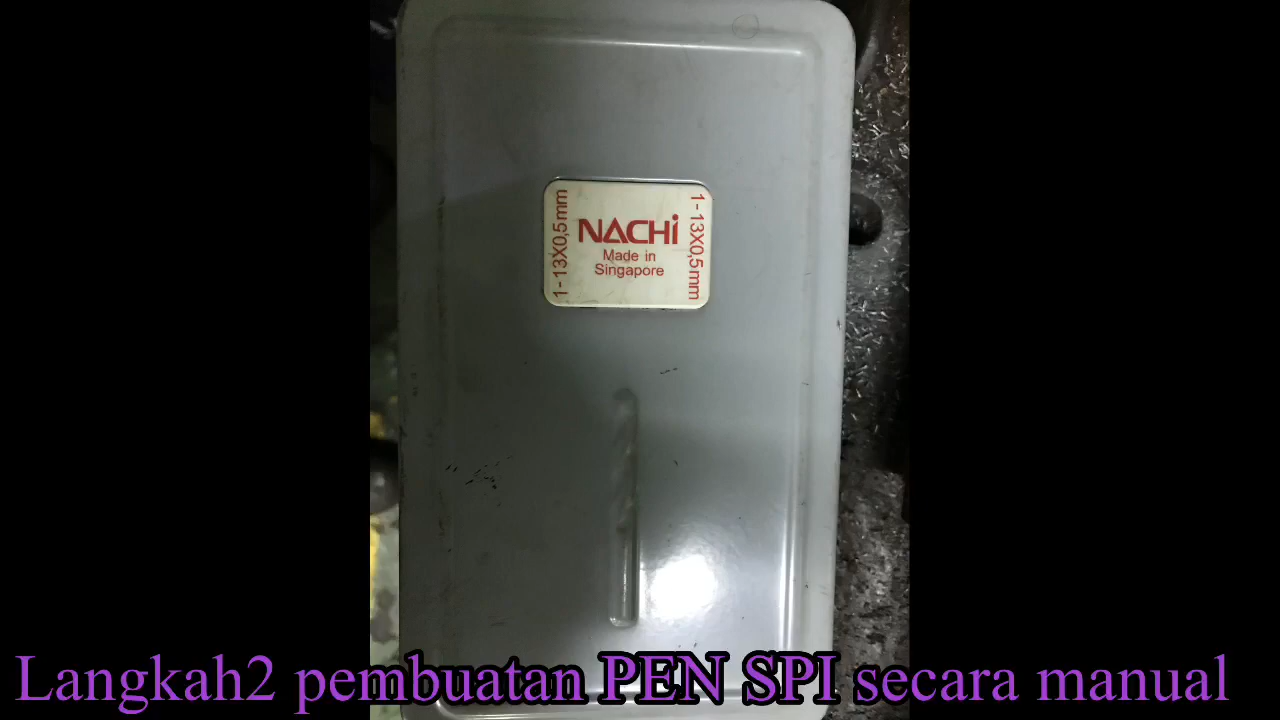 1-13X0,5mm
NACHi
Made in
Singapore
1-13X0,5mm
Langkah2 pembuatan PEN SPI secara manual